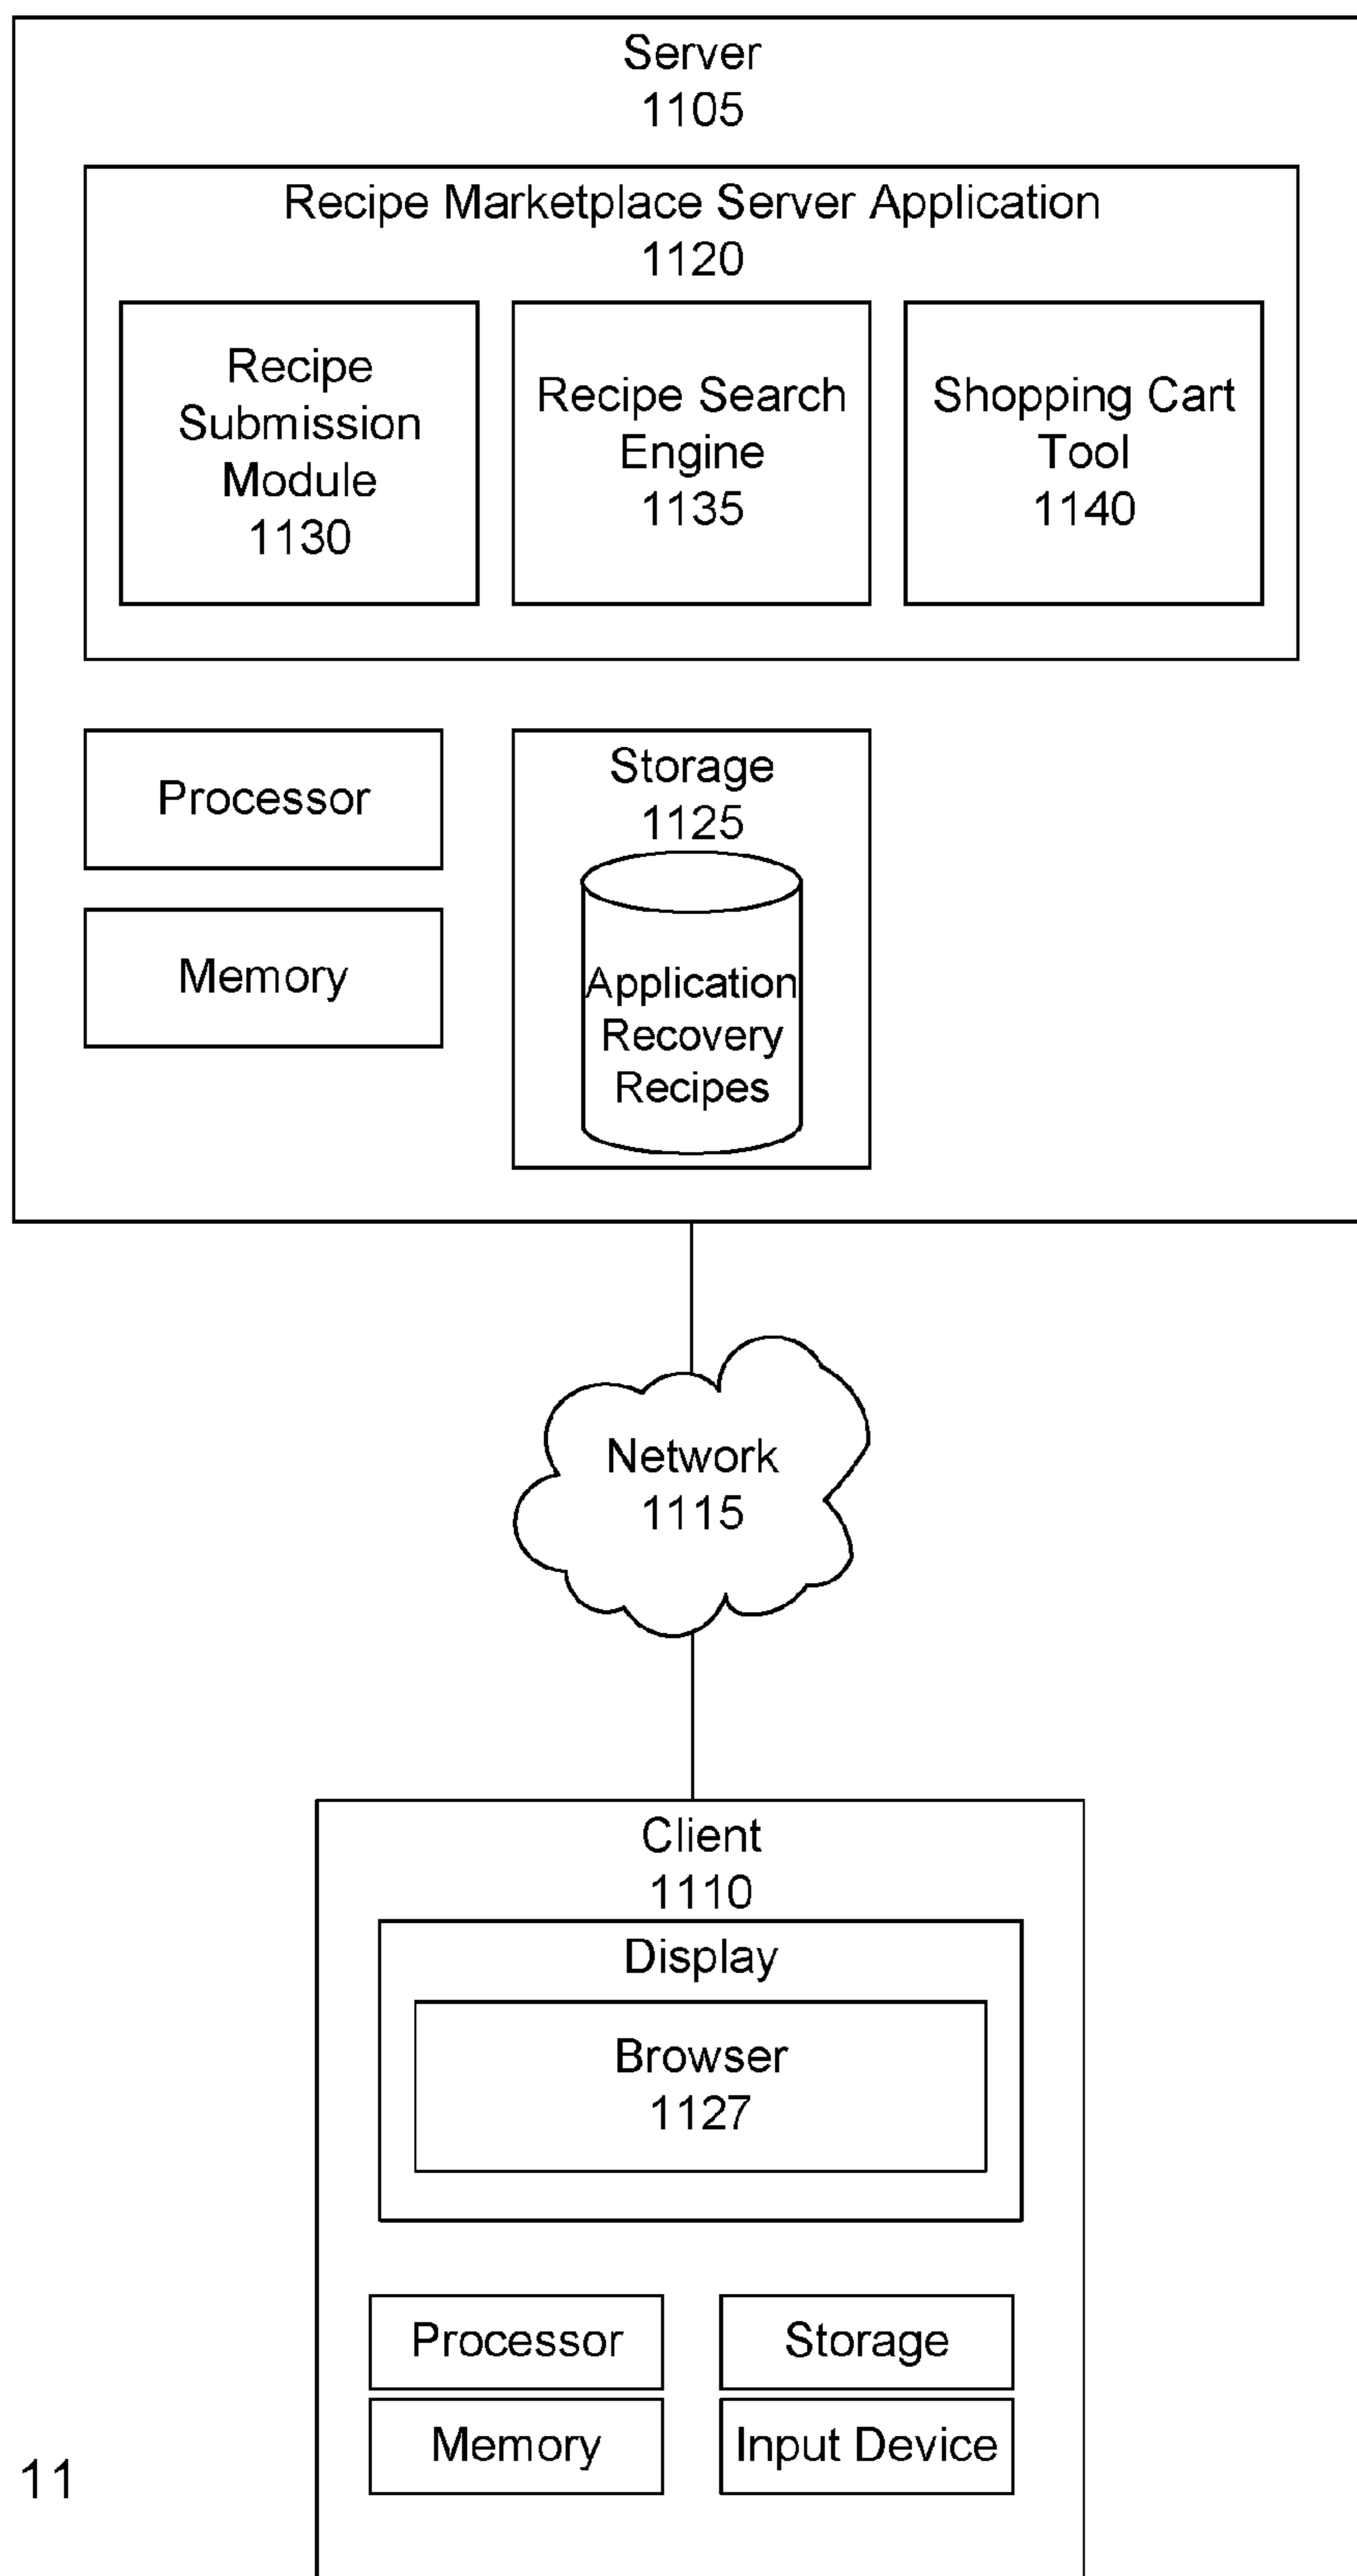 Server
1105
Recipe Marketplace Server Application
1120
Recipe
Submission
Module
1130
Recipe Search
Engine
1135
Shopping Cart
Tool
1140
Processor
Memory
Storage
1125
Application
Recovery
Recipes
Network
1115
Client
1110
Display
Browser
1127
Processor
Storage
Memory
Input Device
11